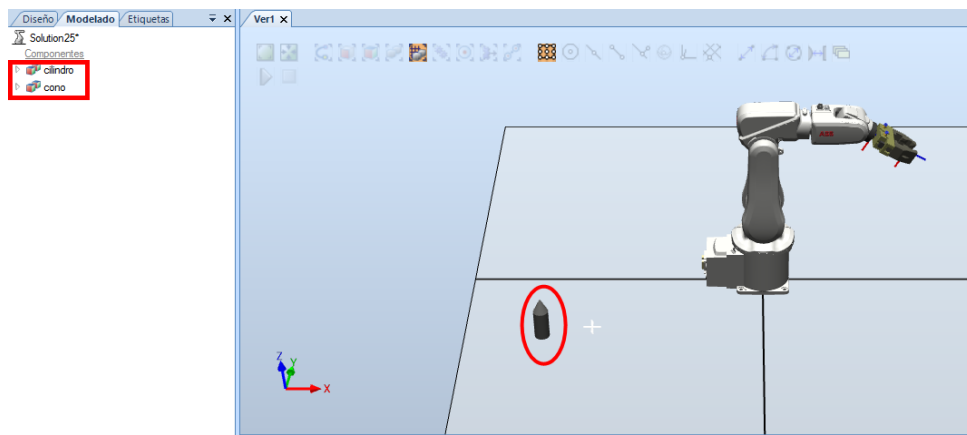 Diseño Modelado Etiquetas
Solution25*
Componentes
cilindro
cono
Ver1
ABB
Z
Y
X